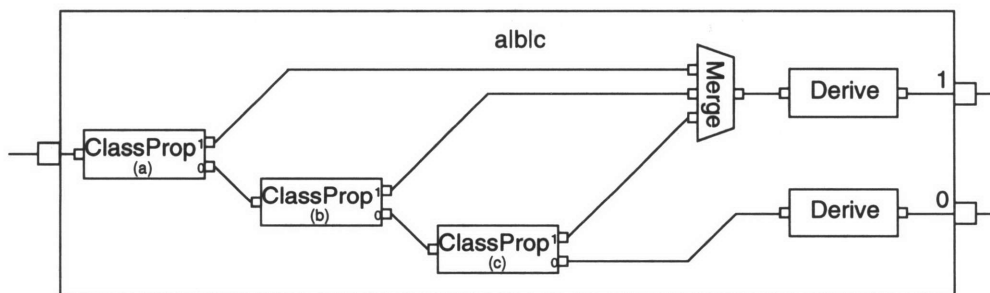 a|b|c
Merge
Derive
1
ClassProp 1
(a) 0
ClassProp 1
(b) 0
Derive
0
ClassProp 1
(c) 0